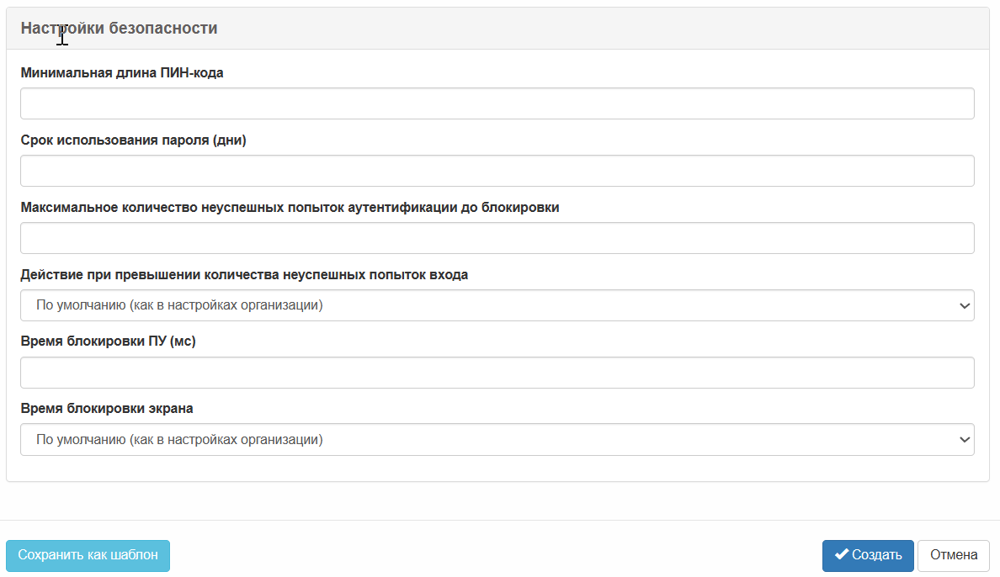 Настройки безопасности
Минимальная длина ПИН-кода
Срок использования пароля (дни)
Максимальное количество неуспешных попыток аутентификации до блокировки
Действие при превышении количества неуспешных попыток входа
По умолчанию (как в настройках организации)
Время блокировки ПУ (мс)
Время блокировки экрана
По умолчанию (как в настройках организации)
Сохранить как шаблон
Создать
Отмена